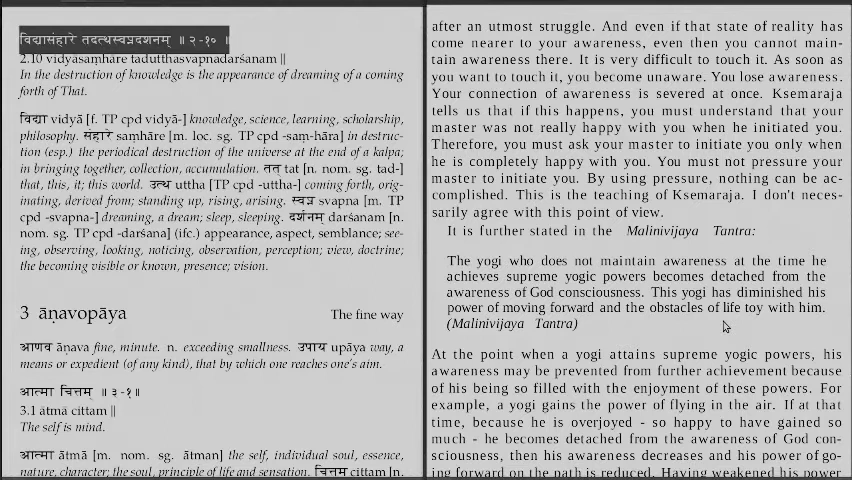 विद्यासंहारे तदुत्थस्वप्नदर्शनम् ॥ २-१० ॥
2.10 vidyāsaṃhāre tadutthasvapnadarśanam ||
In the destruction of knowledge is the appearance of dreaming of a coming
forth of That.
विद्या vidyā [f. TP cpd vidyā-] knowledge, science, learning, scholarship,
philosophy. संहारे saṃhāre [m. loc. sg. TP cpd -saṃ-hāra] in destruc-
tion (esp.) the periodical destruction of the universe at the end of a kalpa;
in bringing together, collection, accumulation. तत् tat [n. nom. sg. tad-]
that, this, it; this world. उत्थ uttha [TP cpd -uttha-] coming forth, orig-
inating, derived from; standing up, rising, arising. स्वप्न svapna [m. TP
cpd -svapna-] dreaming, a dream; sleep, sleeping. दर्शनम् darśanam [n.
nom. sg. TP cpd -darśana] (ifc.) appearance, aspect, semblance; see-
ing, observing, looking, noticing, observation, perception; view, doctrine;
the becoming visible or known, presence; vision.
3 āṇavopāya The fine way
आणव āṇava fine, minute. n. exceeding smallness. उपाय upāya way, a
means or expedient (of any kind), that by which one reaches one's aim.
आत्मा चित्तम् ॥ ३-१॥
3.1 ātmā cittam ||
The self is mind.
आत्मा ātmā [m. nom. sg. ātman] the self, individual soul, essence,
nature, character; the soul, principle of life and sensation. चित्तम् cittam [n.
after an utmost struggle. And even if that state of reality has
come nearer to your awareness, even then you cannot main-
tain awareness there. It is very difficult to touch it. As soon as
you want to touch it, you become unaware. You lose awareness.
Your connection of awareness is severed at once. Ksemaraja
tells us that if this happens, you must understand that your
master was not really happy with you when he initiated you.
Therefore, you must ask your master to initiate you only when
he is completely happy with you. You must not pressure your
master to initiate you. By using pressure, nothing can be ac-
complished. This is the teaching of Ksemaraja. I don't neces-
sarily agree with this point of view.
It is further stated in the Malinivijaya Tantra:
The yogi who does not maintain awareness at the time he
achieves supreme yogic powers becomes detached from the
awareness of God consciousness. This yogi has diminished his
power of moving forward and the obstacles of life toy with him.
(Malinivijaya Tantra)
At the point when a yogi attains supreme yogic powers, his
awareness may be prevented from further achievement because
of his being so filled with the enjoyment of these powers. For
example, a yogi gains the power of flying in the air. If at that
time, because he is overjoyed - so happy to have gained so
much - he becomes detached from the awareness of God con-
sciousness, then his awareness decreases and his power of go-
ing forward on the path is reduced. Having weakened his power